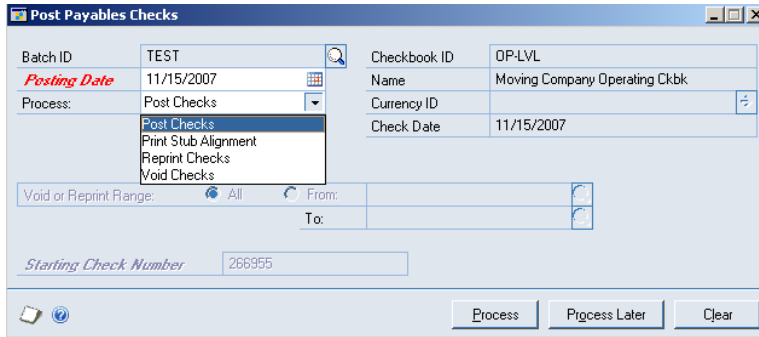 Post Payables Checks
Batch ID TEST Checkbook ID OP-LVL
Posting Date 11/15/2007 Name Moving Company Operating Ckbk
Process: Post Checks Currency ID
Post Checks Check Date 11/15/2007
Print Stub Alignment
Reprint Checks
Void Checks
Void or Reprint Range: All From:
To:
Starting Check Number 266955
Process Process Later Clear